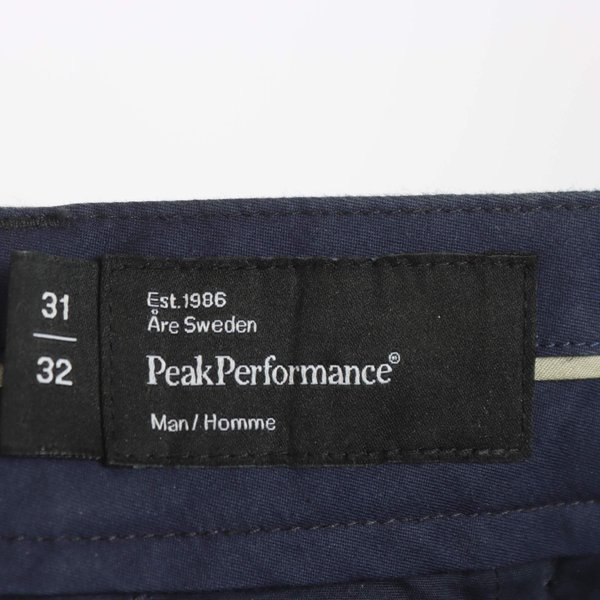 31
32
Est.1986
Åre Sweden
PeakPerformance®
Man/Homme